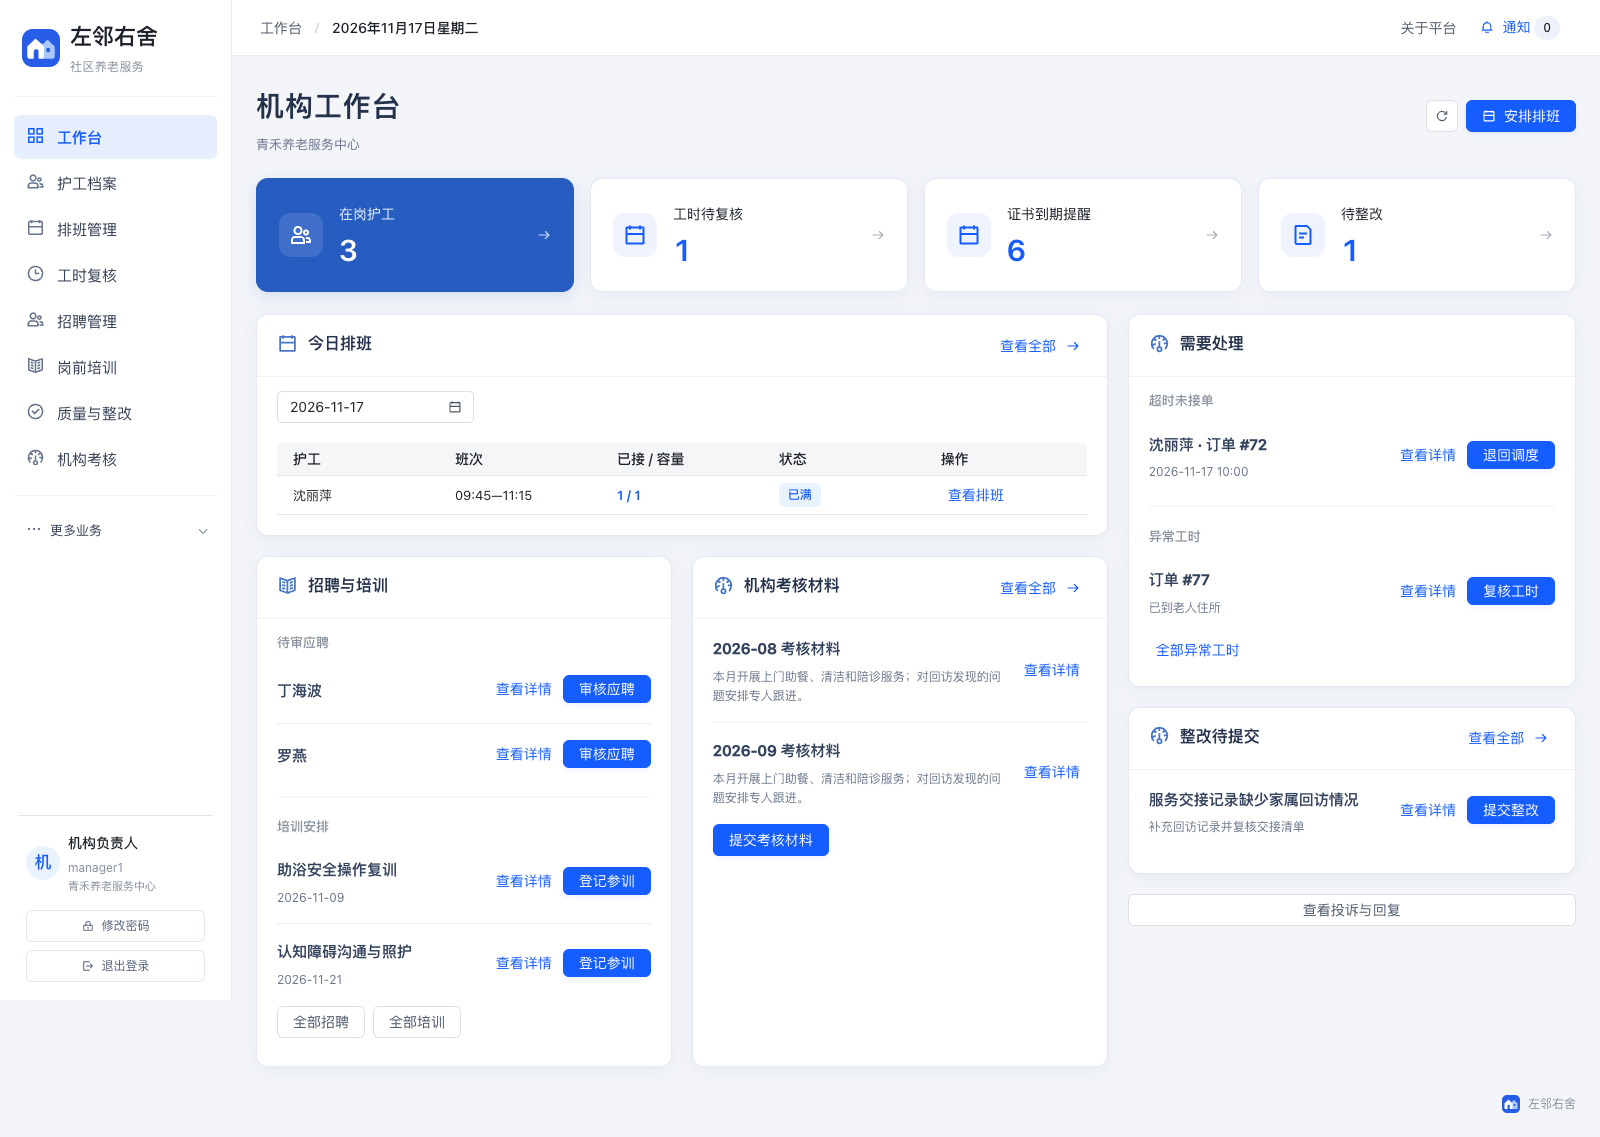 左邻右舍
社区养老服务
工作台
护工档案
排班管理
工时复核
招聘管理
岗前培训
质量与整改
机构考核
更多业务
机
机构负责人
manager1
青禾养老服务中心
修改密码
退出登录
工作台 / 2026年11月17日星期二
关于平台 通知 0
机构工作台
青禾养老服务中心
安排排班
在岗护工
3
工时待复核
1
证书到期提醒
6
待整改
1
今日排班 查看全部
2026-11-17
护工 班次 已接 / 容量 状态 操作
沈丽萍 09:45—11:15 1 / 1 已满 查看排班
招聘与培训
待审应聘
丁海波 查看详情 审核应聘
罗燕 查看详情 审核应聘
培训安排
助浴安全操作复训
2026-11-09
查看详情 登记参训
认知障碍沟通与照护
2026-11-21
查看详情 登记参训
全部招聘 全部培训
机构考核材料 查看全部
2026-08 考核材料
本月开展上门助餐、清洁和陪诊服务；对回访发现的问
题安排专人跟进。
查看详情
2026-09 考核材料
本月开展上门助餐、清洁和陪诊服务；对回访发现的问
题安排专人跟进。
查看详情
提交考核材料
需要处理
超时未接单
沈丽萍 · 订单 #72
2026-11-17 10:00
查看详情 退回调度
异常工时
订单 #77
已到老人住所
查看详情 复核工时
全部异常工时
整改待提交 查看全部
服务交接记录缺少家属回访情况
补充回访记录并复核交接清单
查看详情 提交整改
查看投诉与回复
左邻右舍